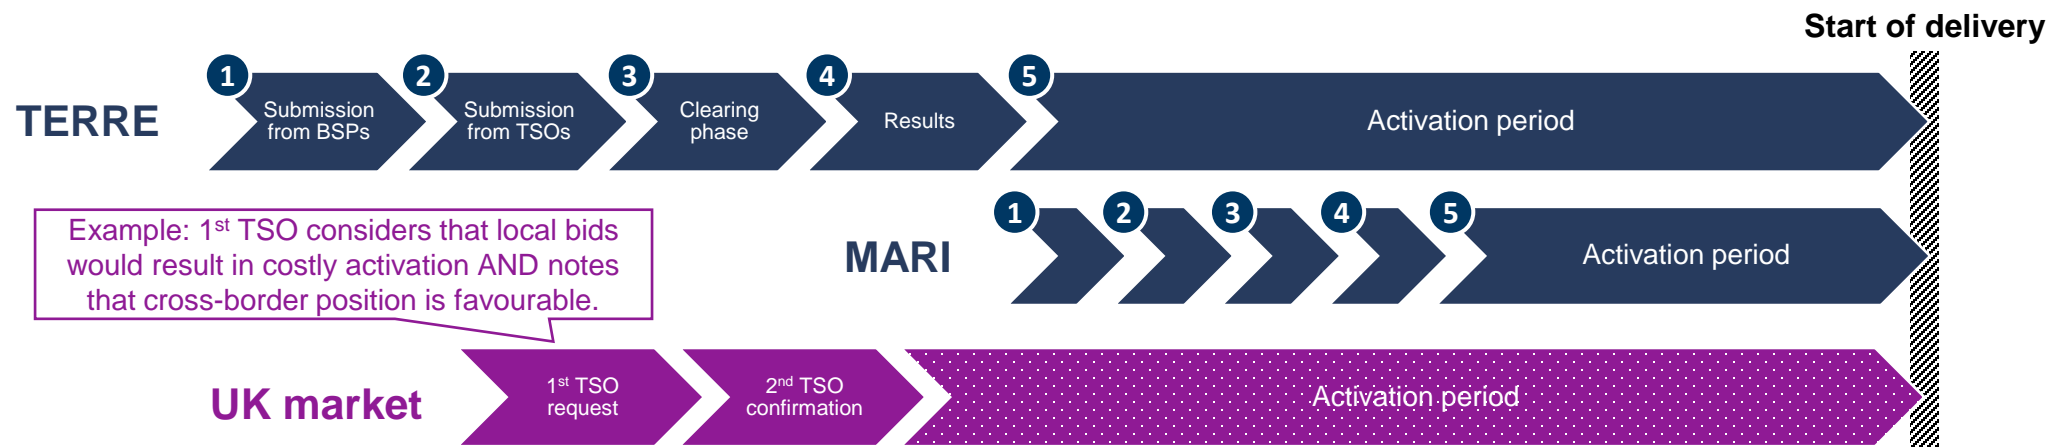 Start of delivery
TERRE
1
Submission
from BSPs
2
Submission
from TSOs
3
Clearing
phase
4
Results
5
Activation period
MARI
1
2
3
4
5
Activation period
Example: 1st TSO considers that local bids
would result in costly activation AND notes
that cross-border position is favourable.
UK market
1st TSO
request
2nd TSO
confirmation
Activation period